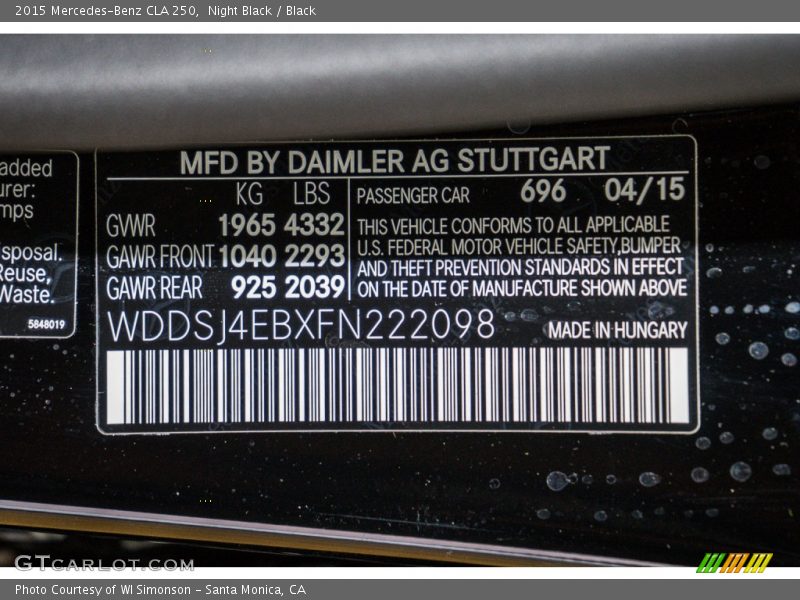 2015 Mercedes-Benz CLA 250,  Night Black / Black
added
urer:
mps
isposal.
Reuse,
Waste.
5848019
MFD BY DAIMLER AG STUTTGART
KG LBS
GVWR 1965 4332
GAWR FRONT 1040 2293
GAWR REAR 925 2039
PASSENGER CAR 696 04/15
THIS VEHICLE CONFORMS TO ALL APPLICABLE
U.S. FEDERAL MOTOR VEHICLE SAFETY,BUMPER
AND THEFT PREVENTION STANDARDS IN EFFECT
ON THE DATE OF MANUFACTURE SHOWN ABOVE
WDDSJ4EBXFN222098 MADE IN HUNGARY
GTCARLOT.COM
Photo Courtesy of WI Simonson - Santa Monica, CA